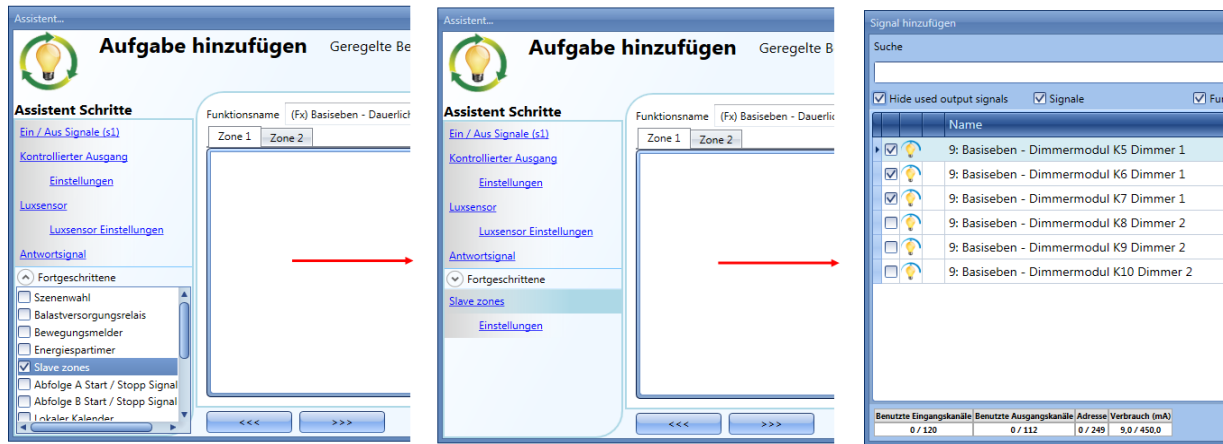 Assistent...
Aufgabe hinzufügen Geregelte Be
Assistent Schritte
Ein / Aus Signale (s1)
Kontrollierter Ausgang
Einstellungen
Luxsensor
Luxsensor Einstellungen
Antwortsignal
Fortgeschrittene
Szenenwahl
Balastversorgungsrelais
Bewegungsmelder
Energiespartimer
Slave zones
Abfolge A Start / Stopp Signal
Abfolge B Start / Stopp Signal
Lokaler Kalender
Funktionsname (Fx) Basiseben - Dauerlich
Zone 1 Zone 2
<<< >>>
Assistent...
Aufgabe hinzufügen Geregelte B
Assistent Schritte
Ein / Aus Signale (s1)
Kontrollierter Ausgang
Einstellungen
Luxsensor
Luxsensor Einstellungen
Antwortsignal
Fortgeschrittene
Slave zones
Einstellungen
Funktionsname (Fx) Basiseben - Dauerlic
Zone 1 Zone 2
<<< >>>
Signal hinzufügen
Suche
Hide used output signals Signale Fun
Name
9: Basiseben - Dimmermodul K5 Dimmer 1
9: Basiseben - Dimmermodul K6 Dimmer 1
9: Basiseben - Dimmermodul K7 Dimmer 1
9: Basiseben - Dimmermodul K8 Dimmer 2
9: Basiseben - Dimmermodul K9 Dimmer 2
9: Basiseben - Dimmermodul K10 Dimmer 2
Benutzte Eingangskanäle Benutzte Ausgangskanäle Adresse Verbrauch (mA)
0 / 120 0 / 112 0 / 249 9,0 / 450,0